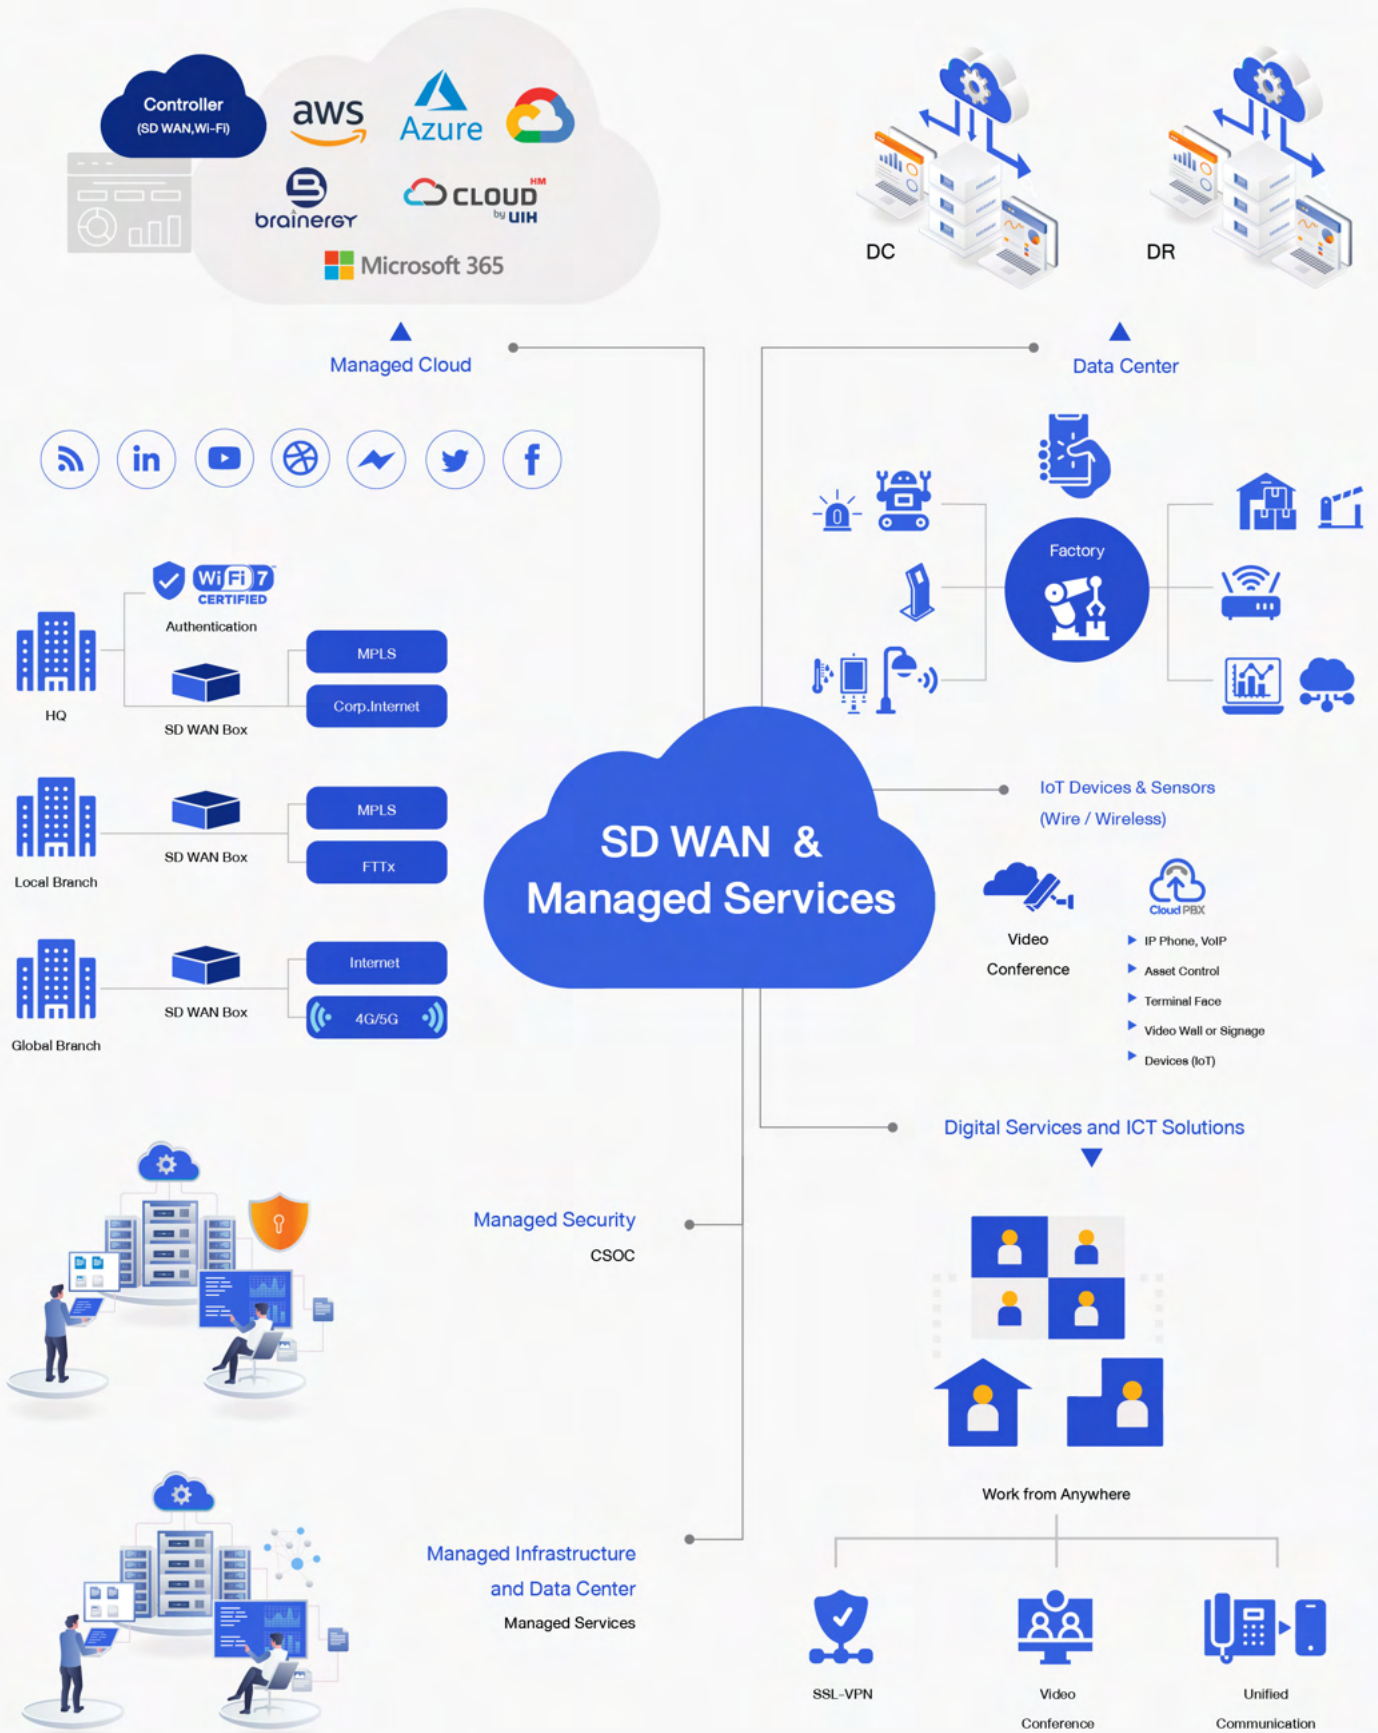 Controller
(SD WAN,Wi-Fi)
aws
Azure
brainergy
CLOUD HM
by UIH
Microsoft 365
DC
DR
Managed Cloud
Data Center
Wi Fi 7
CERTIFIED
Authentication
HQ
SD WAN Box
MPLS
Corp.Internet
Factory
Local Branch
SD WAN Box
MPLS
FTTx
Global Branch
SD WAN Box
Internet
4G/5G
SD WAN &
Managed Services
IoT Devices & Sensors
(Wire / Wireless)
Video
Conference
Cloud PBX
IP Phone, VoIP
Asset Control
Terminal Face
Video Wall or Signage
Devices (IoT)
Digital Services and ICT Solutions
Managed Security
CSOC
Work from Anywhere
Managed Infrastructure
and Data Center
Managed Services
SSL-VPN
Video
Conference
Unified
Communication